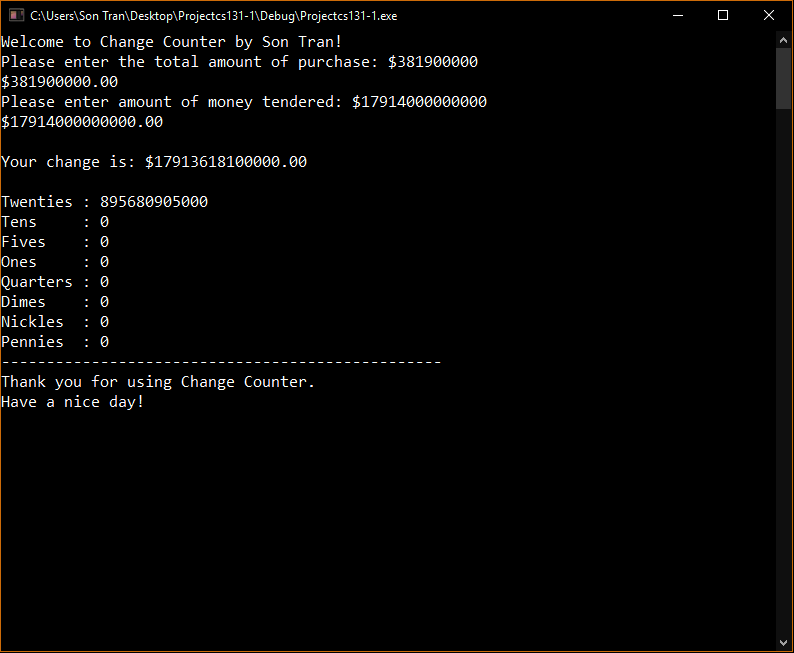 C:\Users\Son Tran\Desktop\Projectcs131-1\Debug\Projectcs131-1.exe
Welcome to Change Counter by Son Tran!
Please enter the total amount of purchase: $381900000
$381900000.00
Please enter amount of money tendered: $17914000000000
$17914000000000.00
Your change is: $17913618100000.00
Twenties : 895680905000
Tens     : 0
Fives    : 0
Ones     : 0
Quarters : 0
Dimes    : 0
Nickles  : 0
Pennies  : 0
-------------------------------------------------
Thank you for using Change Counter.
Have a nice day!